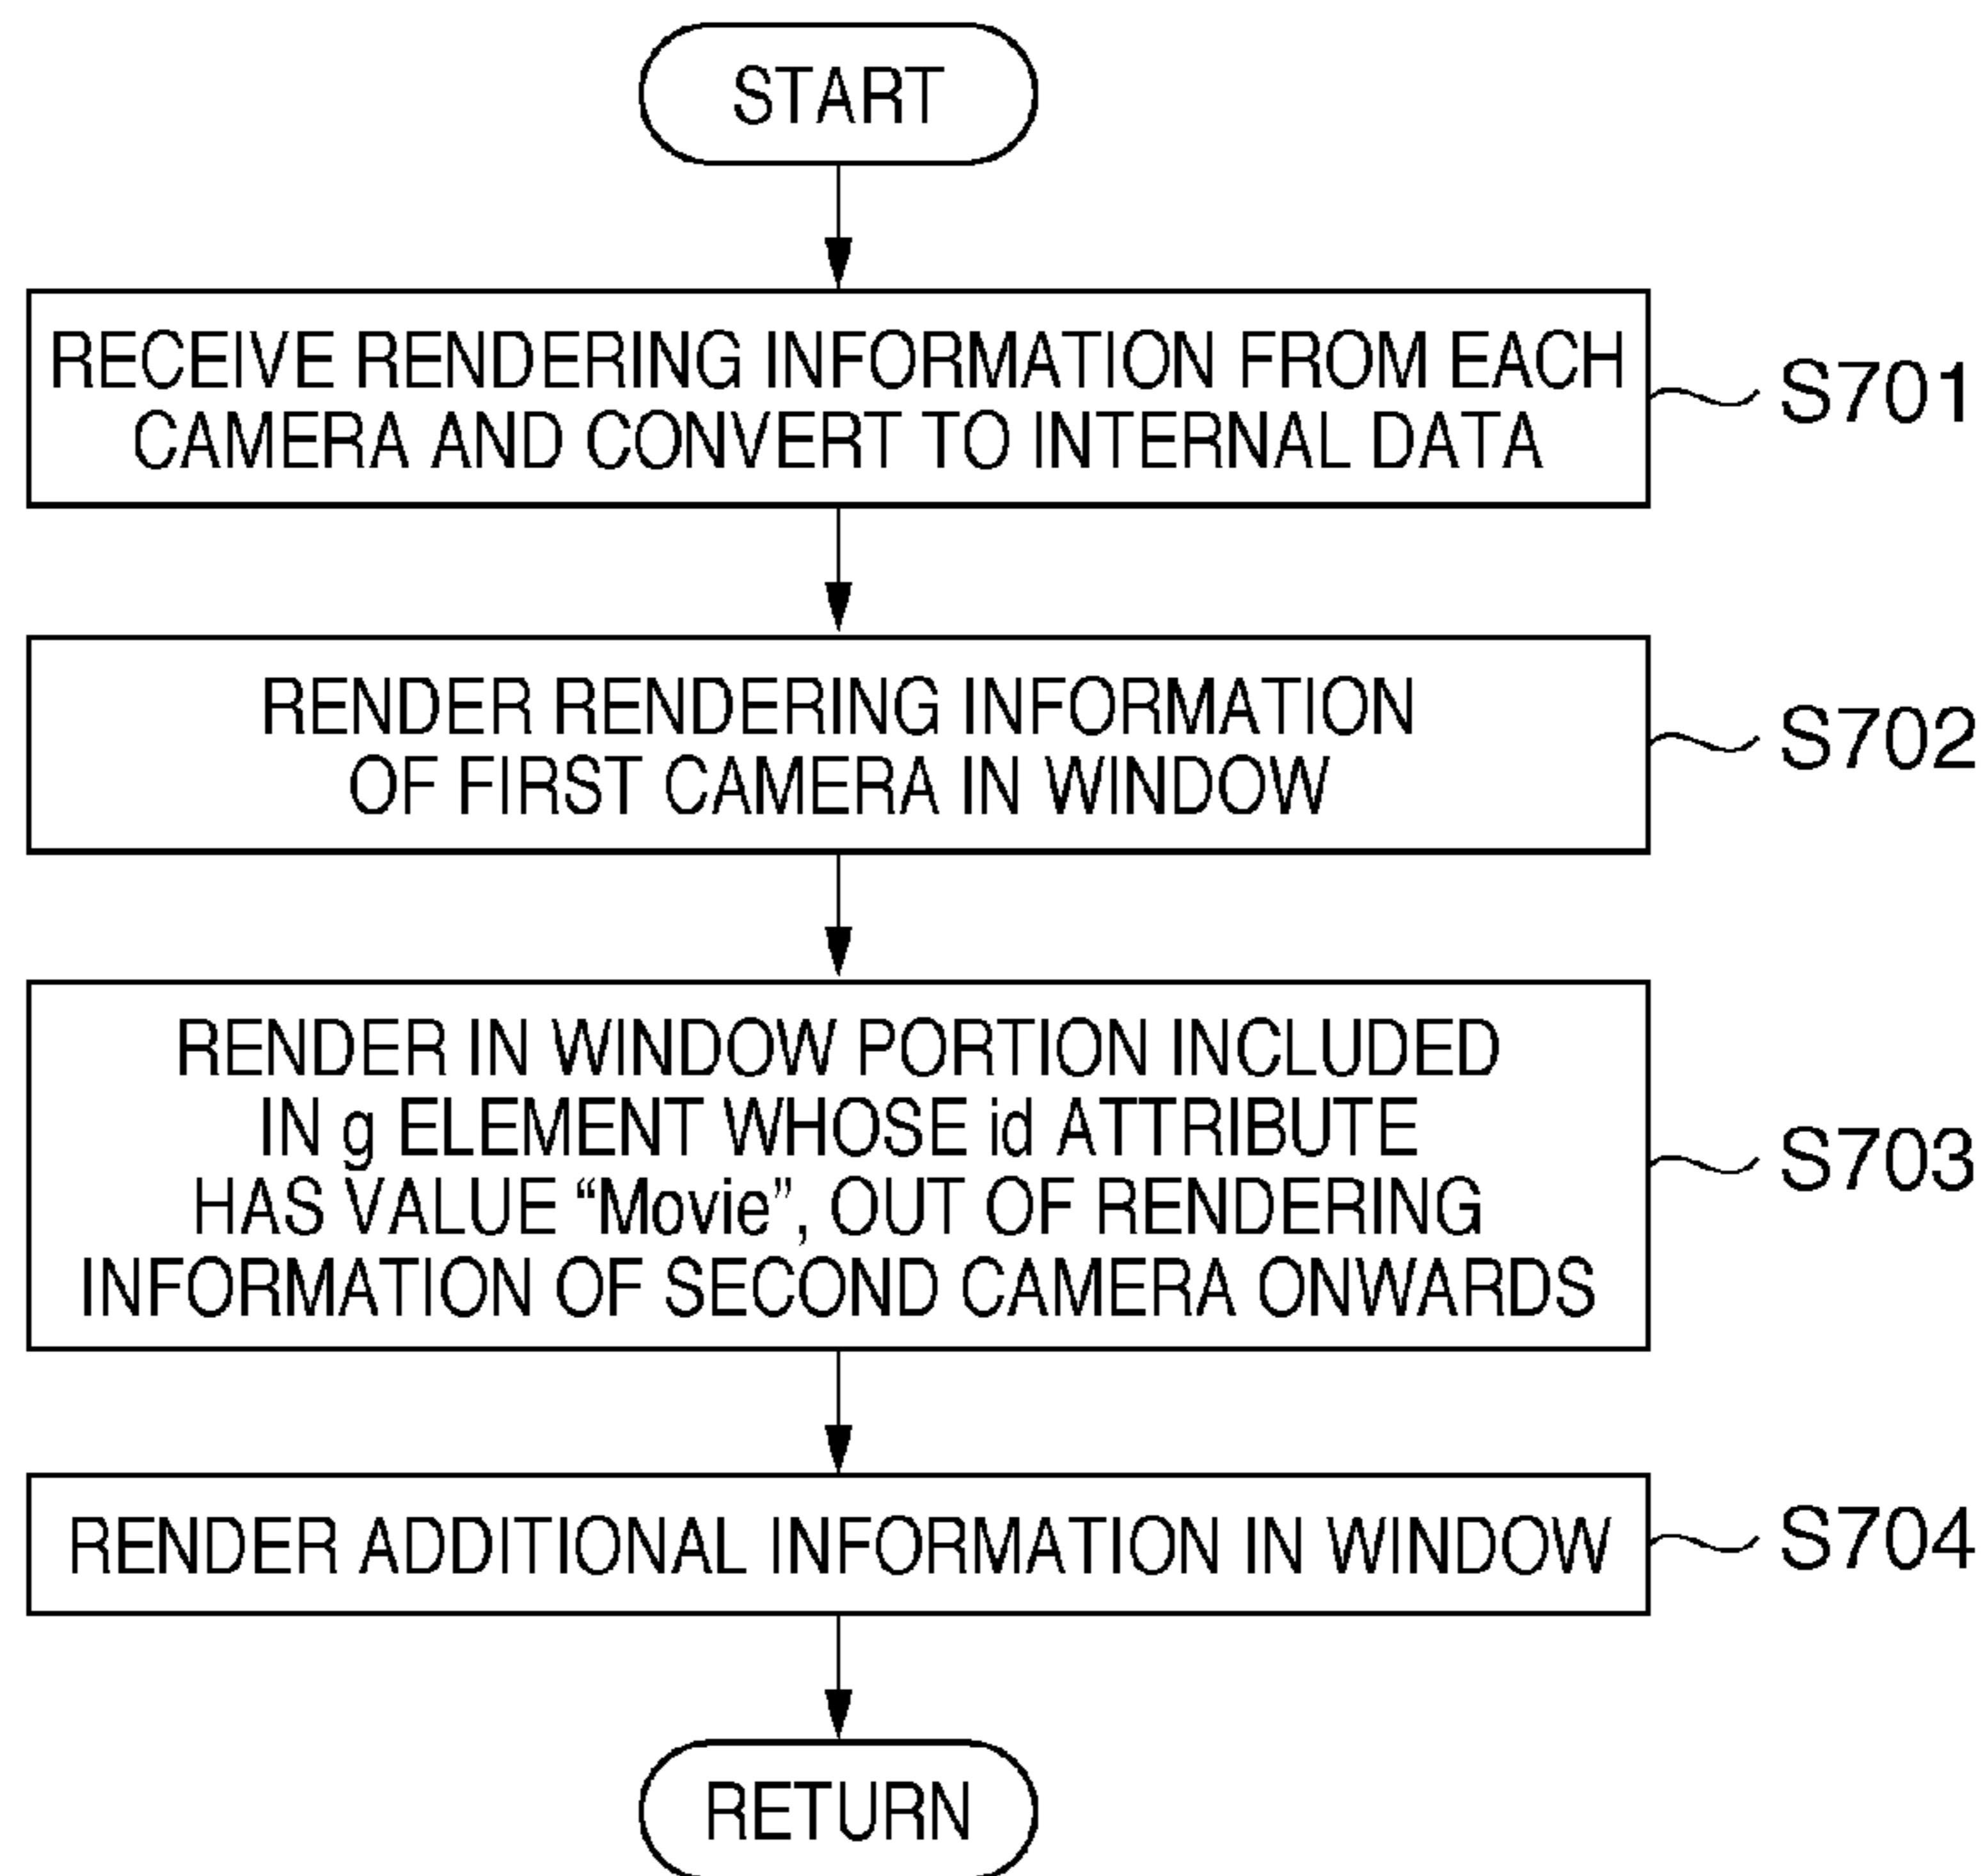 START
RECEIVE RENDERING INFORMATION FROM EACH
CAMERA AND CONVERT TO INTERNAL DATA
S701
RENDER RENDERING INFORMATION
OF FIRST CAMERA IN WINDOW
S702
RENDER IN WINDOW PORTION INCLUDED
IN g ELEMENT WHOSE id ATTRIBUTE
HAS VALUE “Movie”, OUT OF RENDERING
INFORMATION OF SECOND CAMERA ONWARDS
S703
RENDER ADDITIONAL INFORMATION IN WINDOW
S704
RETURN